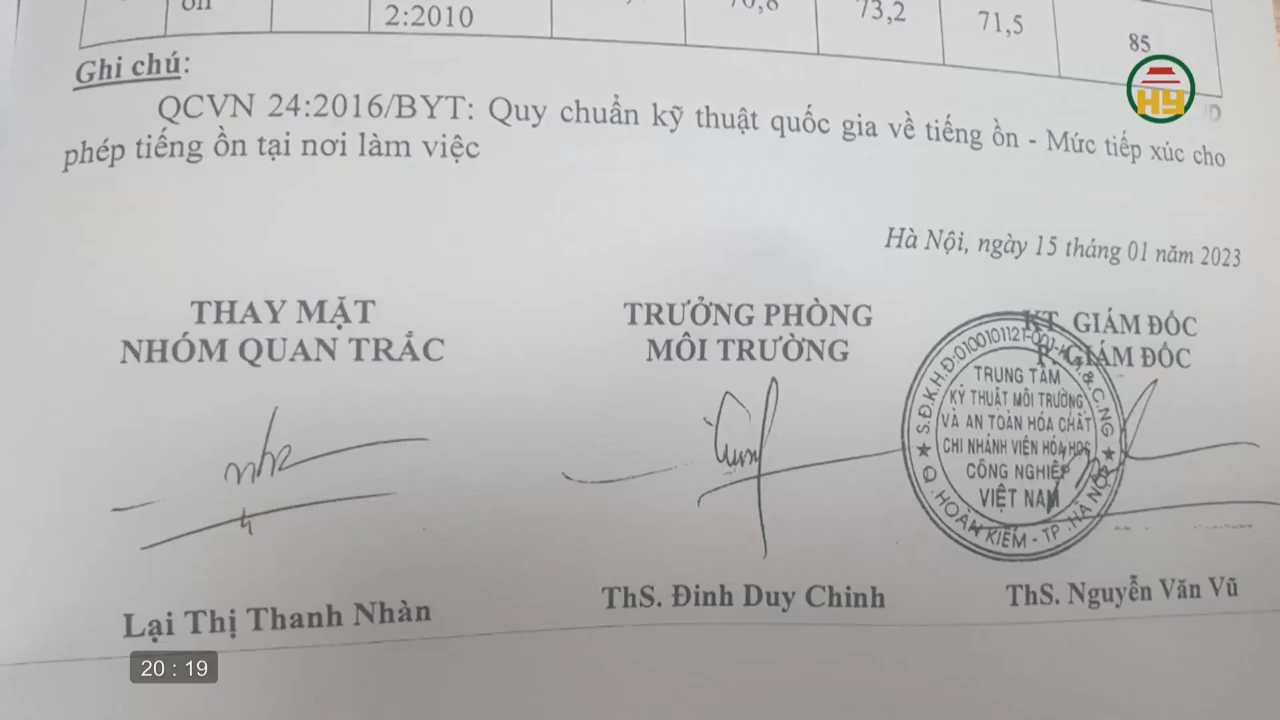 ồn
2:2010
70,8
73,2
71,5
85
HY
Ghi chú:
QCVN 24:2016/BYT: Quy chuẩn kỹ thuật quốc gia về tiếng ồn - Mức tiếp xúc cho
phép tiếng ồn tại nơi làm việc
Hà Nội, ngày 15 tháng 01 năm 2023
THAY MẶT
NHÓM QUAN TRẮC
TRƯỞNG PHÒNG
MÔI TRƯỜNG
KT. GIÁM ĐỐC
P. GIÁM ĐỐC
S.Đ.K.H.Đ:0100101121-001-K.H.&.C.NG
TRUNG TÂM
KỸ THUẬT MÔI TRƯỜNG
VÀ AN TOÀN HÓA CHẤT
CHI NHÁNH VIỆN HÓA HỌC
CÔNG NGHIỆP
VIỆT NAM
Q. HOÀN KIẾM - TP. HÀ NỘI
Lại Thị Thanh Nhàn
ThS. Đinh Duy Chinh
ThS. Nguyễn Văn Vũ
20 : 19